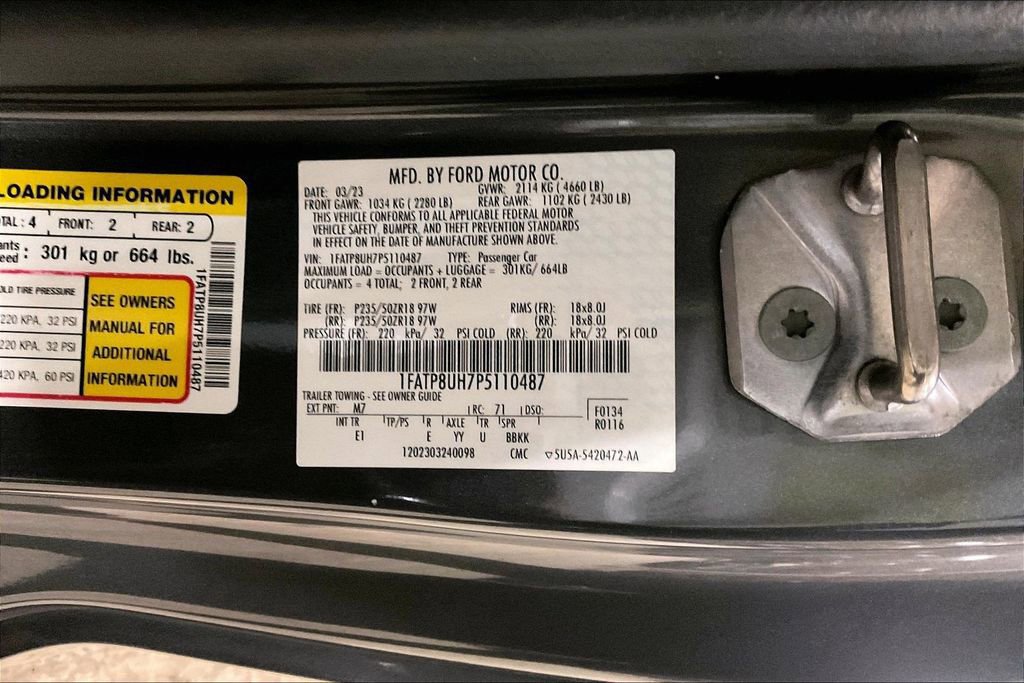 LOADING INFORMATION
TAL : 4 FRONT: 2 REAR: 2
301 kg or 664 lbs.
LD TIRE PRESSURE
220 KPA, 32 PSI
220 KPA, 32 PSI
420 KPA, 60 PSI
SEE OWNERS
MANUAL FOR
ADDITIONAL
INFORMATION
1FATP8UH7P5110487
MFD. BY FORD MOTOR CO.
DATE: 03/23 GVWR: 2114 KG ( 4660 LB)
FRONT GAWR: 1034 KG ( 2280 LB) REAR GAWR: 1102 KG ( 2430 LB)
THIS VEHICLE CONFORMS TO ALL APPLICABLE FEDERAL MOTOR
VEHICLE SAFETY, BUMPER, AND THEFT PREVENTION STANDARDS
IN EFFECT ON THE DATE OF MANUFACTURE SHOWN ABOVE.
VIN: 1FATP8UH7P5110487 TYPE: Passenger Car
MAXIMUM LOAD = OCCUPANTS + LUGGAGE = 301KG/ 664LB
OCCUPANTS = 4 TOTAL; 2 FRONT, 2 REAR
TIRE (FR): P235/50ZR18 97W RIMS (FR): 18x8.0J
(RR): P235/50ZR18 97W (RR): 18x8.0J
PRESSURE (FR): 220 kPa/ 32 PSI COLD (RR): 220 kPa/ 32 PSI COLD
1FATP8UH7P5110487
TRAILER TOWING - SEE OWNER GUIDE
EXT PNT: M7 RC: 71 DSO: F0134
INT TR TP/PS R AXLE TR SPR R0116
EI E YY U BBKK
1202303240098 CMC ▽SUSA-5420472-AA